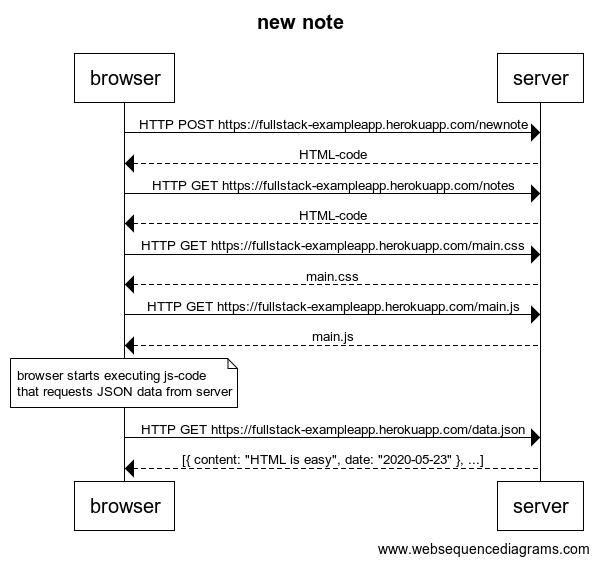 new note
browser
server
HTTP POST https://fullstack-exampleapp.herokuapp.com/newnote
HTML-code
HTTP GET https://fullstack-exampleapp.herokuapp.com/notes
HTML-code
HTTP GET https://fullstack-exampleapp.herokuapp.com/main.css
main.css
HTTP GET https://fullstack-exampleapp.herokuapp.com/main.js
main.js
browser starts executing js-code
that requests JSON data from server
HTTP GET https://fullstack-exampleapp.herokuapp.com/data.json
[{ content: "HTML is easy", date: "2020-05-23" }, ...]
browser
server
www.websequencediagrams.com